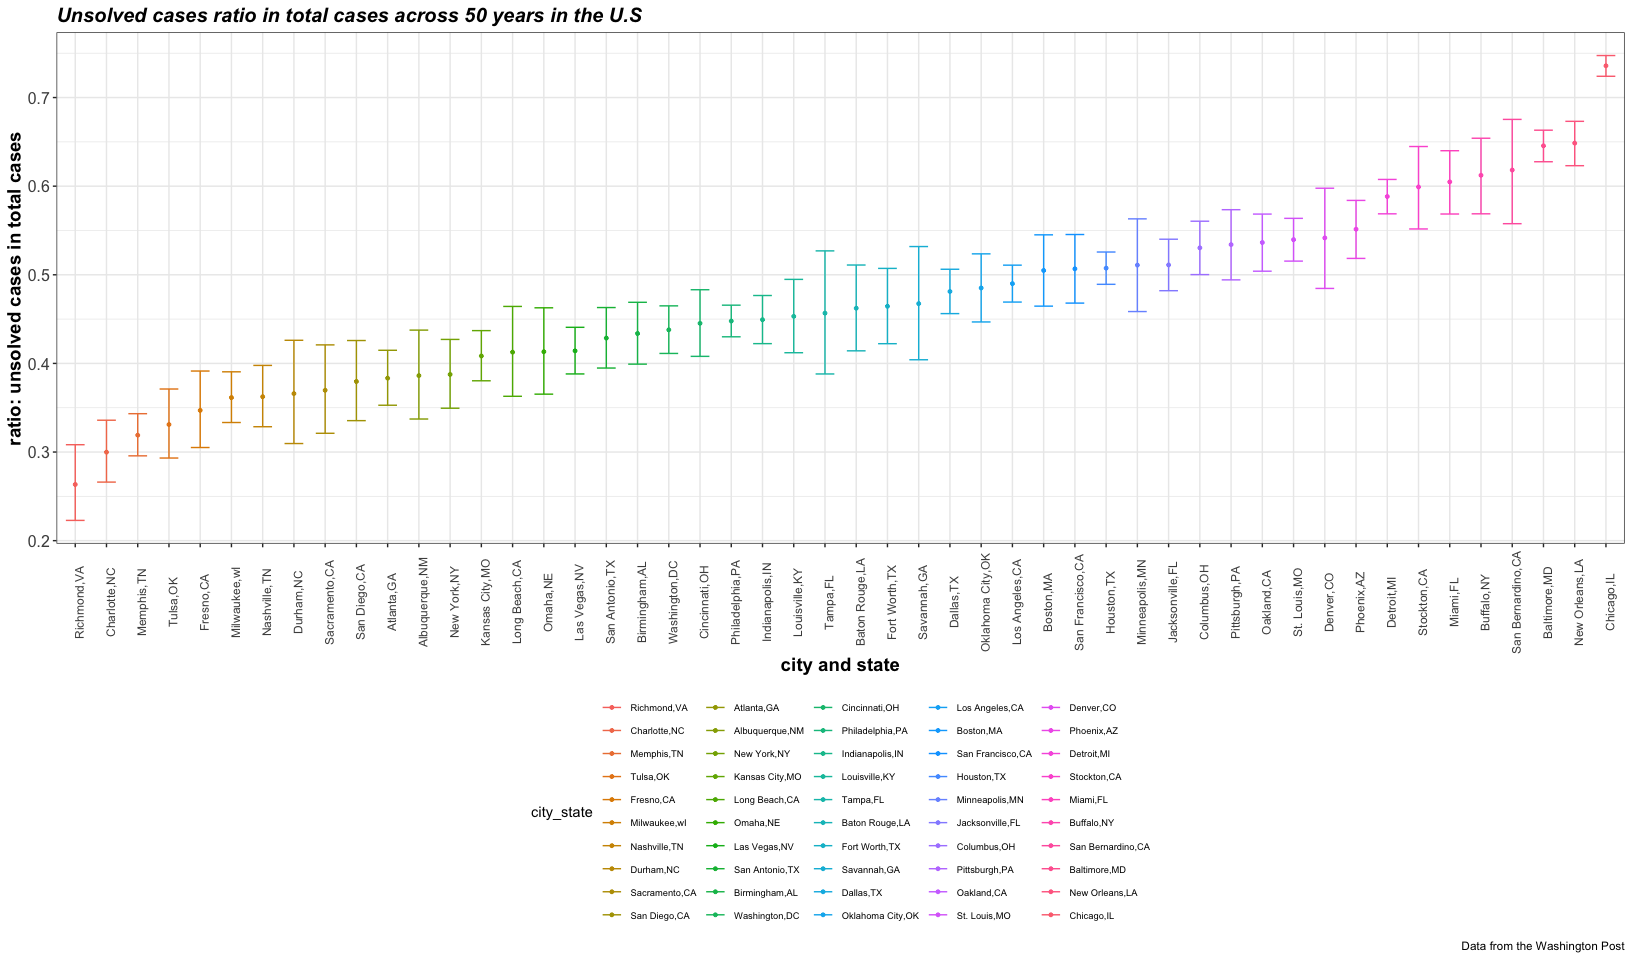 Unsolved cases ratio in total cases across 50 years in the U.S
ratio: unsolved cases in total cases
0.7
0.6
0.5
0.4
0.3
0.2
Richmond,VA
Charlotte,NC
Memphis,TN
Tulsa,OK
Fresno,CA
Milwaukee,wI
Nashville,TN
Durham,NC
Sacramento,CA
San Diego,CA
Atlanta,GA
Albuquerque,NM
New York,NY
Kansas City,MO
Long Beach,CA
Omaha,NE
Las Vegas,NV
San Antonio,TX
Birmingham,AL
Washington,DC
Cincinnati,OH
Philadelphia,PA
Indianapolis,IN
Louisville,KY
Tampa,FL
Baton Rouge,LA
Fort Worth,TX
Savannah,GA
Dallas,TX
Oklahoma City,OK
Los Angeles,CA
Boston,MA
San Francisco,CA
Houston,TX
Minneapolis,MN
Jacksonville,FL
Columbus,OH
Pittsburgh,PA
Oakland,CA
St. Louis,MO
Denver,CO
Phoenix,AZ
Detroit,MI
Stockton,CA
Miami,FL
Buffalo,NY
San Bernardino,CA
Baltimore,MD
New Orleans,LA
Chicago,IL
city and state
city_state
Richmond,VA
Charlotte,NC
Memphis,TN
Tulsa,OK
Fresno,CA
Milwaukee,wI
Nashville,TN
Durham,NC
Sacramento,CA
San Diego,CA
Atlanta,GA
Albuquerque,NM
New York,NY
Kansas City,MO
Long Beach,CA
Omaha,NE
Las Vegas,NV
San Antonio,TX
Birmingham,AL
Washington,DC
Cincinnati,OH
Philadelphia,PA
Indianapolis,IN
Louisville,KY
Tampa,FL
Baton Rouge,LA
Fort Worth,TX
Savannah,GA
Dallas,TX
Oklahoma City,OK
Los Angeles,CA
Boston,MA
San Francisco,CA
Houston,TX
Minneapolis,MN
Jacksonville,FL
Columbus,OH
Pittsburgh,PA
Oakland,CA
St. Louis,MO
Denver,CO
Phoenix,AZ
Detroit,MI
Stockton,CA
Miami,FL
Buffalo,NY
San Bernardino,CA
Baltimore,MD
New Orleans,LA
Chicago,IL
Data from the Washington Post